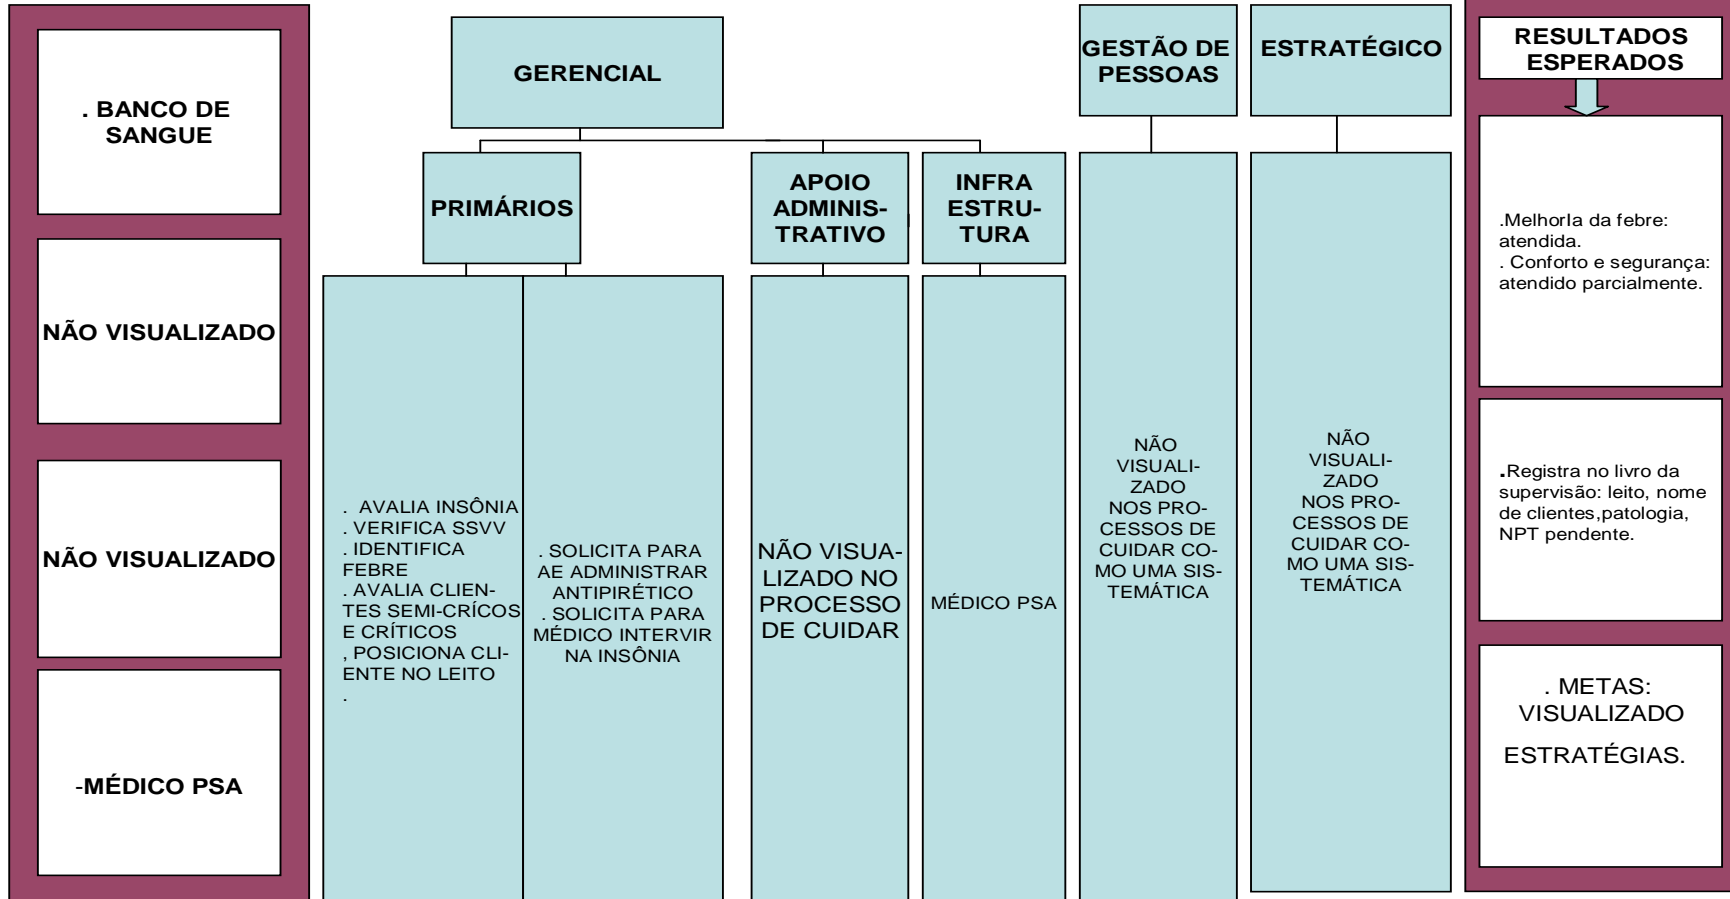 . BANCO DE
SANGUE
NÃO VISUALIZADO
NÃO VISUALIZADO
-MÉDICO PSA
GERENCIAL
PRIMÁRIOS
APOIO
ADMINIS-
TRATIVO
INFRA
ESTRU-
TURA
. AVALIA INSÔNIA
. VERIFICA SSVV
. IDENTIFICA
FEBRE
. AVALIA CLIEN-
TES SEMI-CRÍCOS
E CRÍTICOS
, POSICIONA CLI-
ENTE NO LEITO
.
. SOLICITA PARA
AE ADMINISTRAR
ANTIPIRÉTICO
. SOLICITA PARA
MÉDICO INTERVIR
NA INSÔNIA
NÃO VISUA-
LIZADO NO
PROCESSO
DE CUIDAR
MÉDICO PSA
GESTÃO DE
PESSOAS
NÃO
VISUALI-
ZADO
NOS PRO-
CESSOS DE
CUIDAR CO-
MO UMA SIS-
TEMÁTICA
ESTRATÉGICO
NÃO
VISUALI-
ZADO
NOS PRO-
CESSOS DE
CUIDAR CO-
MO UMA SIS-
TEMÁTICA
RESULTADOS
ESPERADOS
.MelhorIa da febre:
atendida.
. Conforto e segurança:
atendido parcialmente.
.Registra no livro da
supervisão: leito, nome
de clientes,patologia,
NPT pendente.
. METAS:
VISUALIZADO
ESTRATÉGIAS.